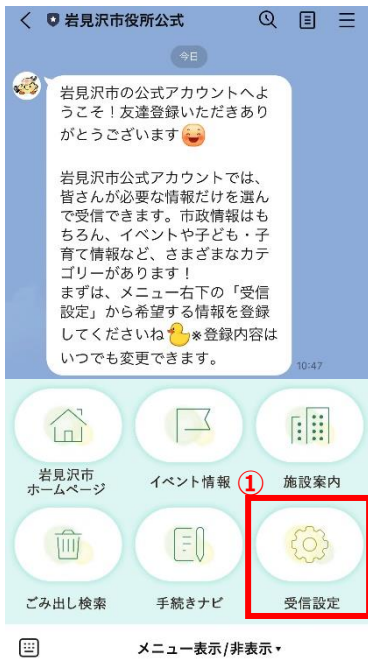 岩見沢市役所公式
今日
岩見沢市の公式アカウントへよ
うこそ！友達登録いただきあり
がとうございます
岩見沢市公式アカウントでは、
皆さんが必要な情報だけを選ん
で受信できます。市政情報はも
ちろん、イベントや子ども・子
育て情報など、さまざまなカテ
ゴリーがあります！
まずは、メニュー右下の「受信
設定」から希望する情報を登録
してくださいね※登録内容は
いつでも変更できます。
10:47
岩見沢市
ホームページ
イベント情報
①
施設案内
ごみ出し検索
手続きナビ
受信設定
メニュー表示/非表示▾